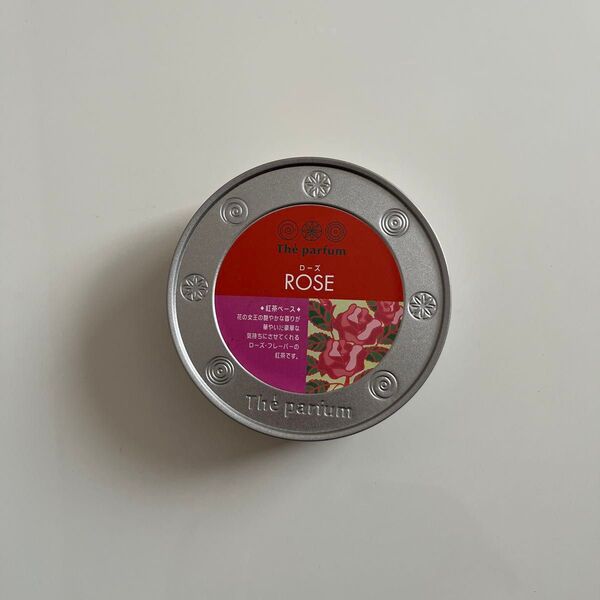 Thé parfum
ローズ
ROSE
◆紅茶ベース◆
花の女王の艶やかな香りが
華やいだ豪華な
気持ちにさせてくれる
ローズ・フレーバーの
紅茶です。
Thé parfum